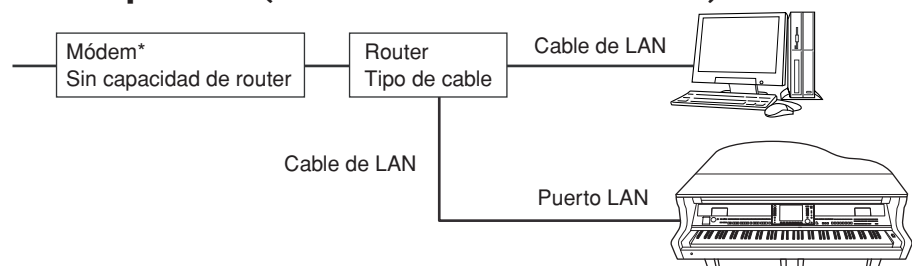 Módem*
Sin capacidad de router
Router
Tipo de cable
Cable de LAN
Cable de LAN
Puerto LAN